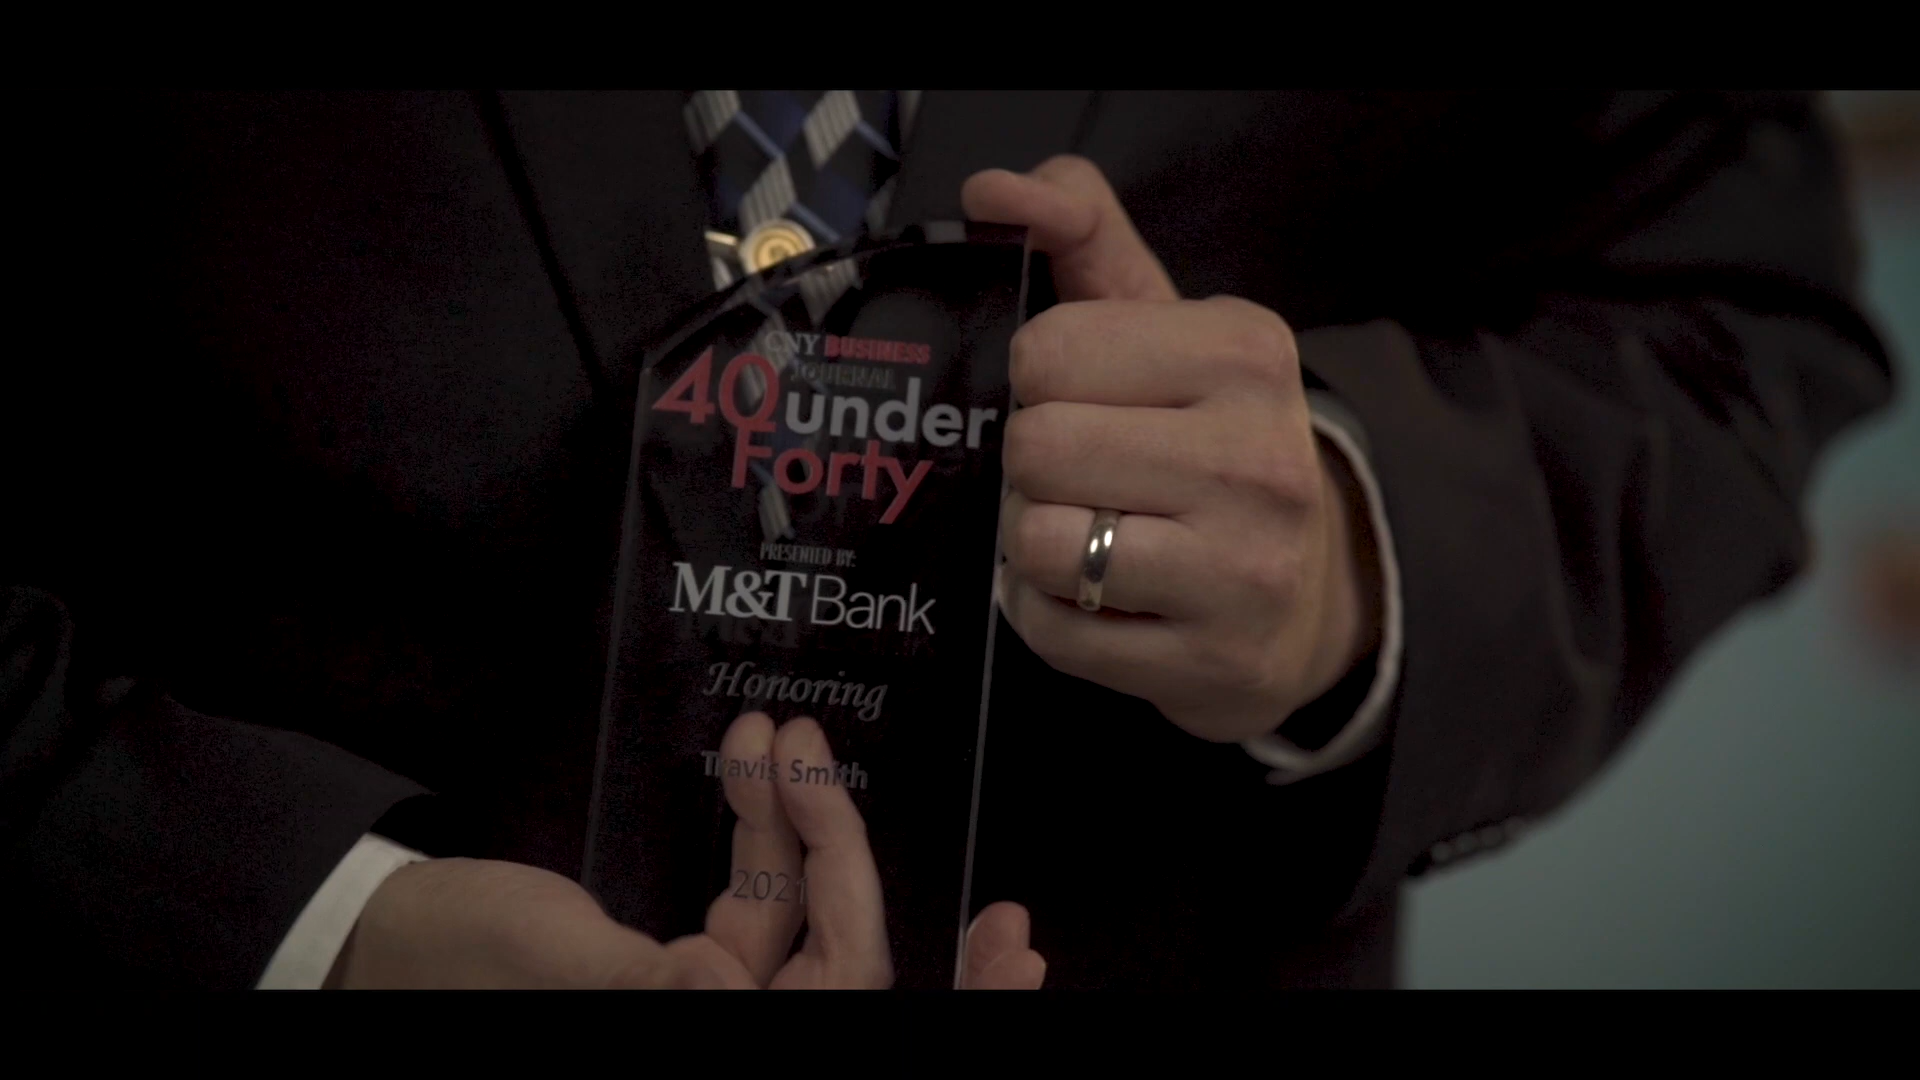 CNY BUSINESS
JOURNAL
40 under
Forty
PRESENTED BY:
M&T Bank
Honoring
Travis Smith
2021